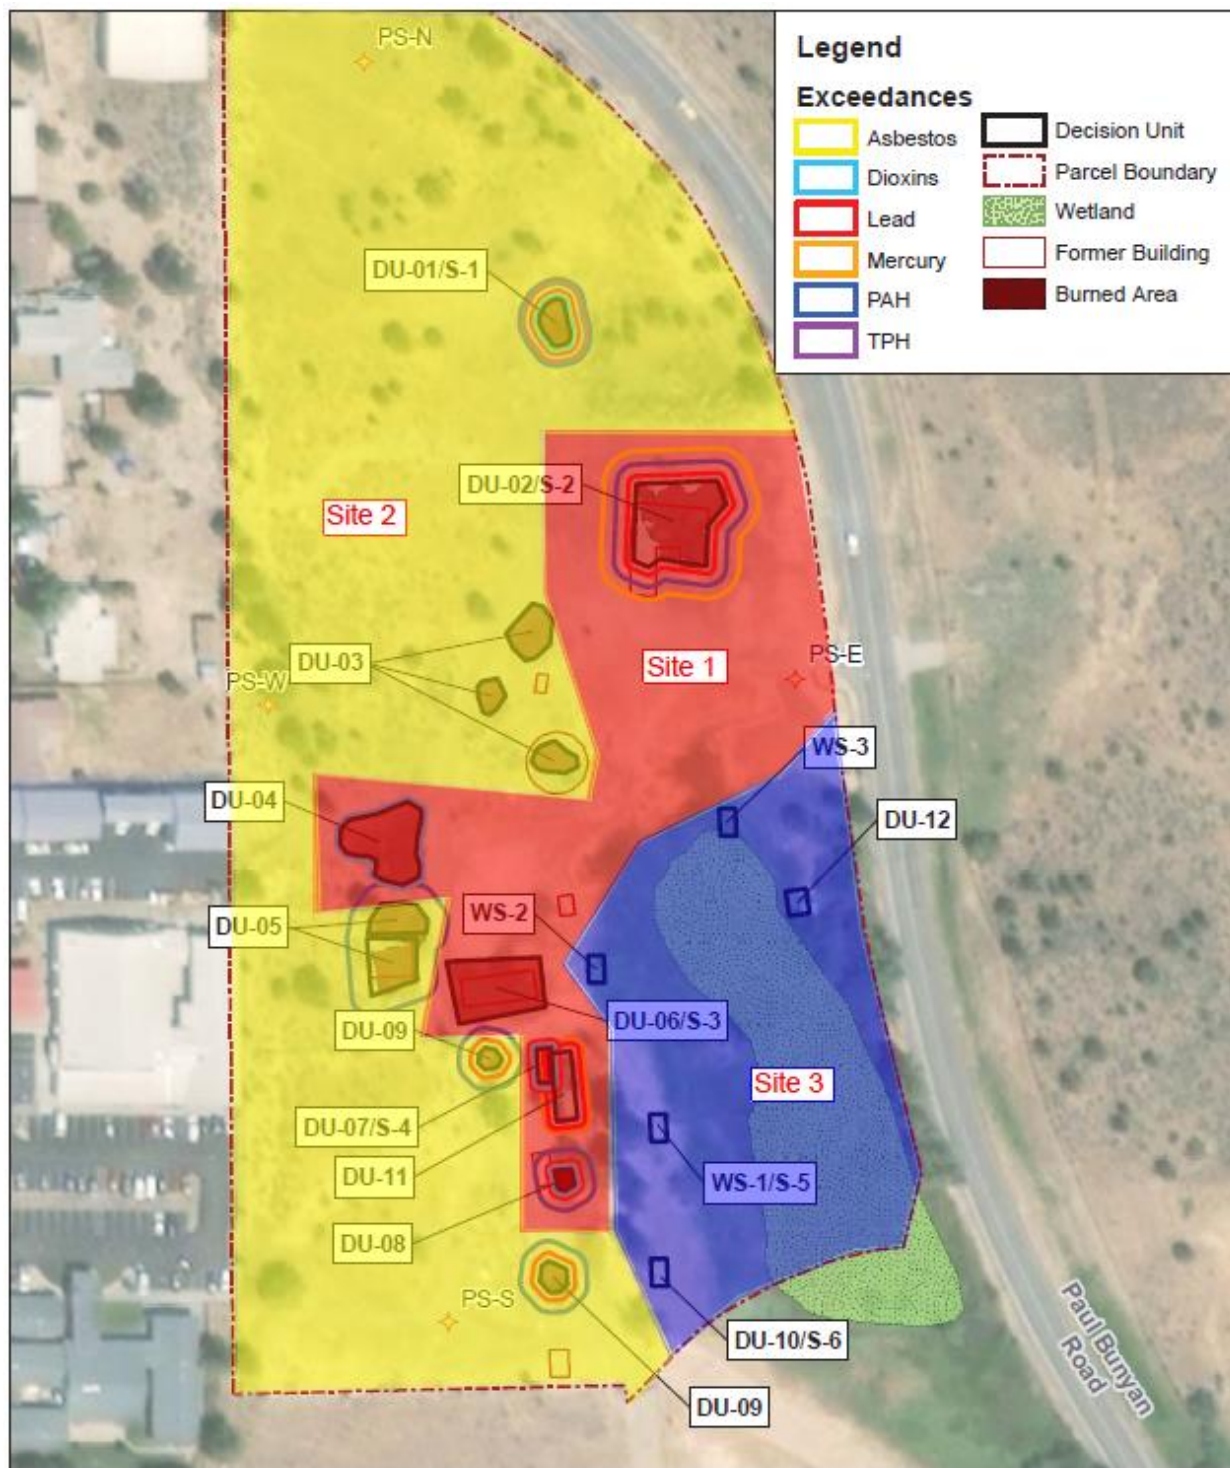 Legend
Exceedances
Asbestos
Dioxins
Lead
Mercury
PAH
TPH
Decision Unit
Parcel Boundary
Wetland
Former Building
Burned Area
PS-N
DU-01/S-1
DU-02/S-2
Site 2
DU-03
Site 1
PS-E
PS-W
WS-3
DU-04
DU-12
WS-2
DU-05
DU-06/S-3
DU-09
Site 3
DU-07/S-4
DU-11
WS-1/S-5
DU-08
PS-S
DU-10/S-6
DU-09
Paul Bunyan
Road